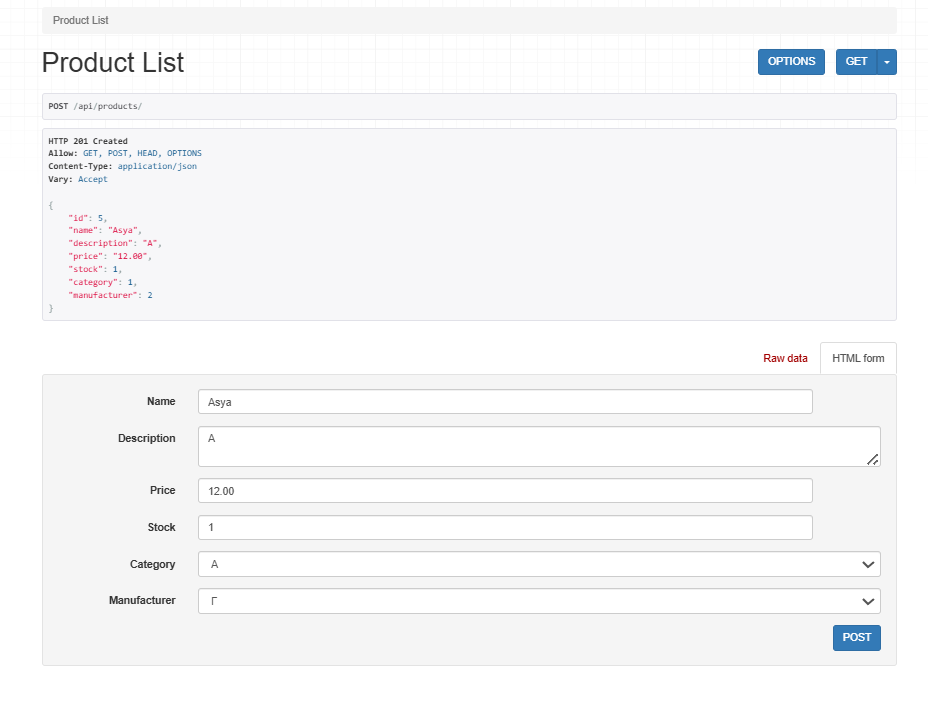 Product List
Product List
OPTIONS
GET
POST /api/products/
HTTP 201 Created
Allow: GET, POST, HEAD, OPTIONS
Content-Type: application/json
Vary: Accept
{
    "id": 5,
    "name": "Asya",
    "description": "A",
    "price": "12.00",
    "stock": 1,
    "category": 1,
    "manufacturer": 2
}
Raw data
HTML form
Name
Asya
Description
A
Price
12.00
Stock
1
Category
А
Manufacturer
Г
POST